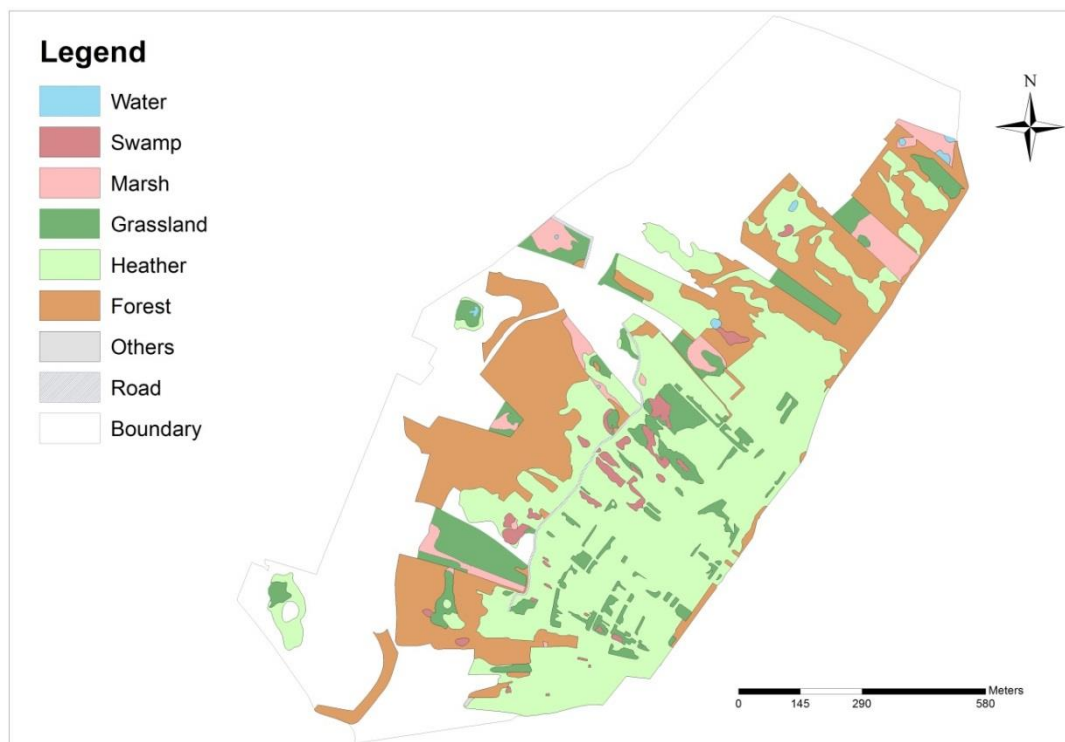 Legend
Water
Swamp
Marsh
Grassland
Heather
Forest
Others
Road
Boundary
N
Meters
0 145 290 580